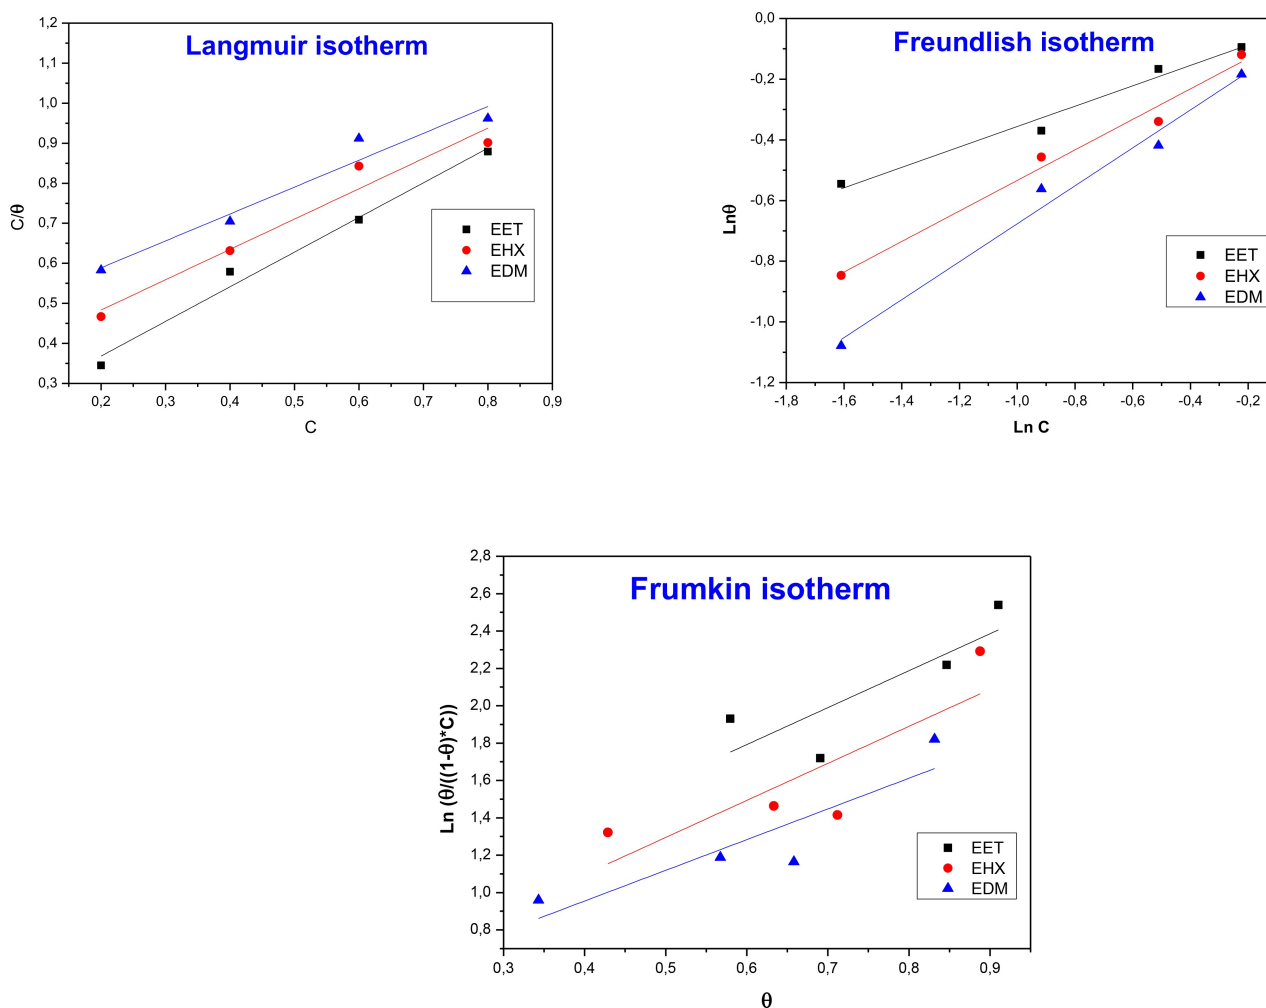 Langmuir isotherm
1,2
1,1
1,0
0,9
0,8
0,7
0,6
0,5
0,4
0,3
C/θ
0,2 0,3 0,4 0,5 0,6 0,7 0,8 0,9
C
EET
EHX
EDM
Freundlish isotherm
0,0
-0,2
-0,4
-0,6
-0,8
-1,0
-1,2
Lnθ
-1,8 -1,6 -1,4 -1,2 -1,0 -0,8 -0,6 -0,4 -0,2
Ln C
EET
EHX
EDM
Frumkin isotherm
2,8
2,6
2,4
2,2
2,0
1,8
1,6
1,4
1,2
1,0
0,8
Ln (θ/((1-θ)*C))
0,3 0,4 0,5 0,6 0,7 0,8 0,9
θ
EET
EHX
EDM